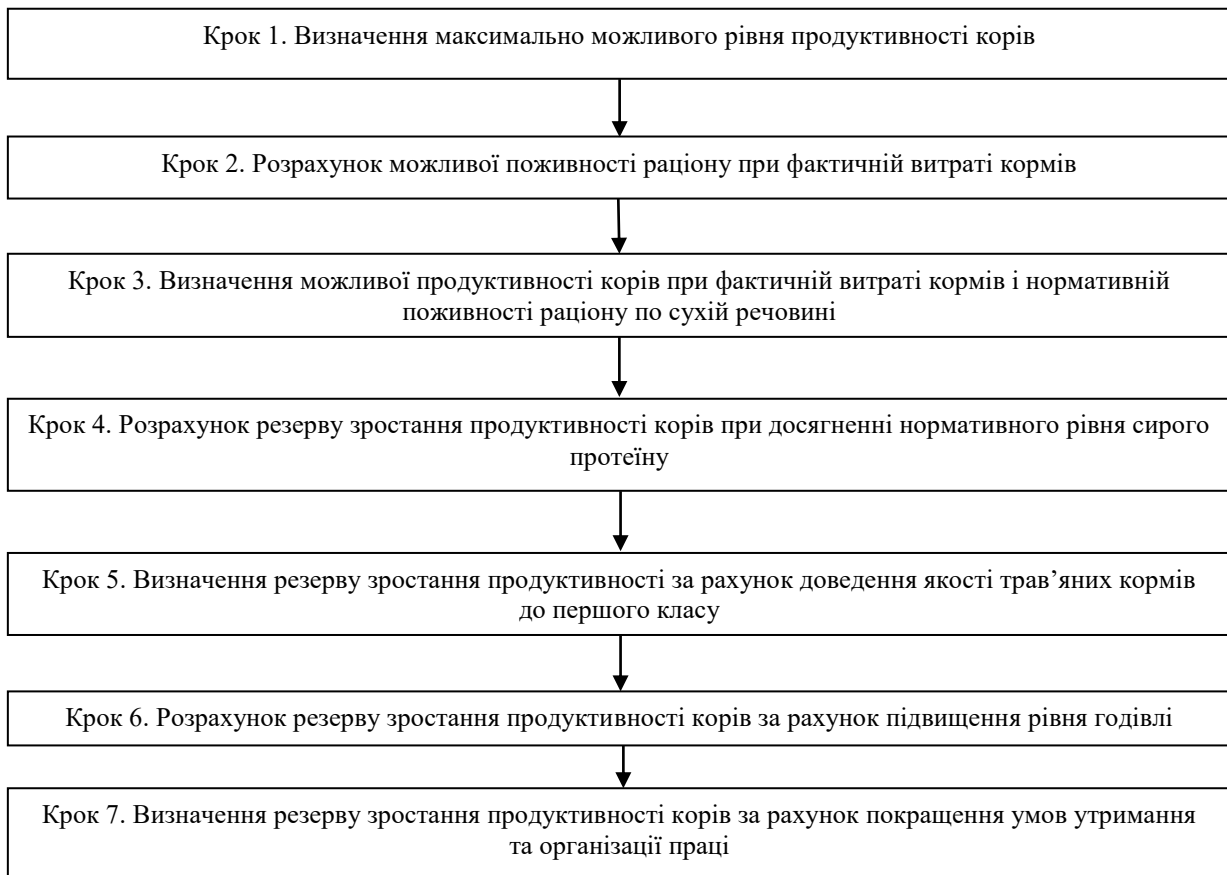 Крок 1. Визначення максимально можливого рівня продуктивності корів
Крок 2. Розрахунок можливої поживності раціону при фактичній витраті кормів
Крок 3. Визначення можливої продуктивності корів при фактичній витраті кормів і нормативній
поживності раціону по сухій речовині
Крок 4. Розрахунок резерву зростання продуктивності корів при досягненні нормативного рівня сирого
протеїну
Крок 5. Визначення резерву зростання продуктивності за рахунок доведення якості трав’яних кормів
до першого класу
Крок 6. Розрахунок резерву зростання продуктивності корів за рахунок підвищення рівня годівлі
Крок 7. Визначення резерву зростання продуктивності корів за рахунок покращення умов утримання
та організації праці